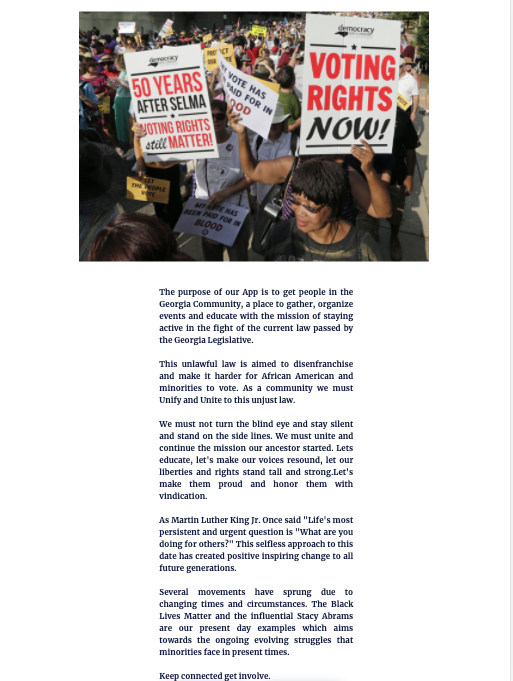 democracy
50 YEARS
AFTER SELMA
VOTING RIGHTS
still MATTER!
PROTECT
VOTE HAS
PAID FOR IN
BLOOD
democracy
VOTING
RIGHTS
NOW!
VOTE
LET
THE PEOPLE
VOTE
MY VOTE HAS
BEEN PAID FOR IN
BLOOD
The purpose of our App is to get people in the
Georgia Community, a place to gather, organize
events and educate with the mission of staying
active in the fight of the current law passed by
the Georgia Legislative.
This unlawful law is aimed to disenfranchise
and make it harder for African American and
minorities to vote. As a community we must
Unify and Unite to this unjust law.
We must not turn the blind eye and stay silent
and stand on the side lines. We must unite and
continue the mission our ancestor started. Lets
educate, let's make our voices resound, let our
liberties and rights stand tall and strong.Let's
make them proud and honor them with
vindication.
As Martin Luther King Jr. Once said "Life's most
persistent and urgent question is "What are you
doing for others?" This selfless approach to this
date has created positive inspiring change to all
future generations.
Several movements have sprung due to
changing times and circumstances. The Black
Lives Matter and the influential Stacy Abrams
are our present day examples which aims
towards the ongoing evolving struggles that
minorities face in present times.
Keep connected get involve.